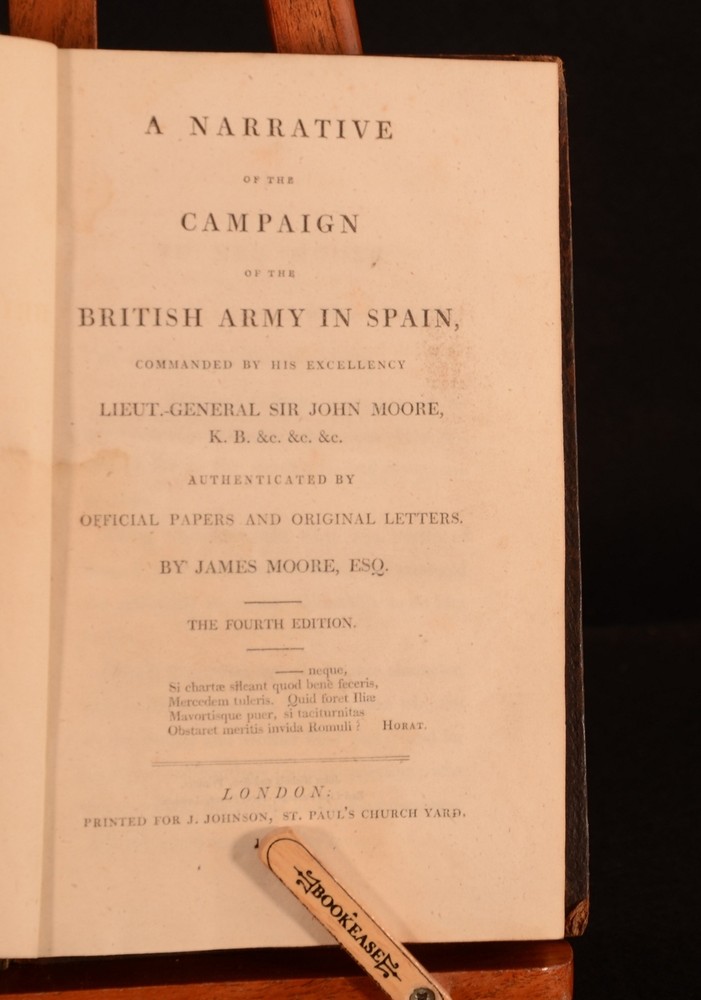 A NARRATIVE
OF THE
CAMPAIGN
OF THE
BRITISH ARMY IN SPAIN,
COMMANDED BY HIS EXCELLENCY
LIEUT.-GENERAL SIR JOHN MOORE,
K. B. &c. &c. &c.
AUTHENTICATED BY
OFFICIAL PAPERS AND ORIGINAL LETTERS.
BY JAMES MOORE, ESQ.
THE FOURTH EDITION.
—— neque,
Si chartæ sileant quod benè feceris,
Mercedem tuleris. Quid foret Iliæ
Mavortisque puer, si taciturnitas
Obstaret meritis invida Romuli? HORAT.
LONDON:
PRINTED FOR J. JOHNSON, ST. PAUL'S CHURCH YARD.
BOOKEASE